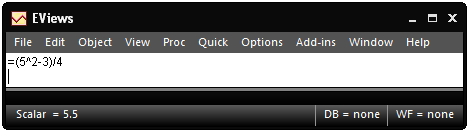 EViews
File Edit Object View Proc Quick Options Add-ins Window Help
=(5^2-3)/4
Scalar = 5.5 DB = none WF = none